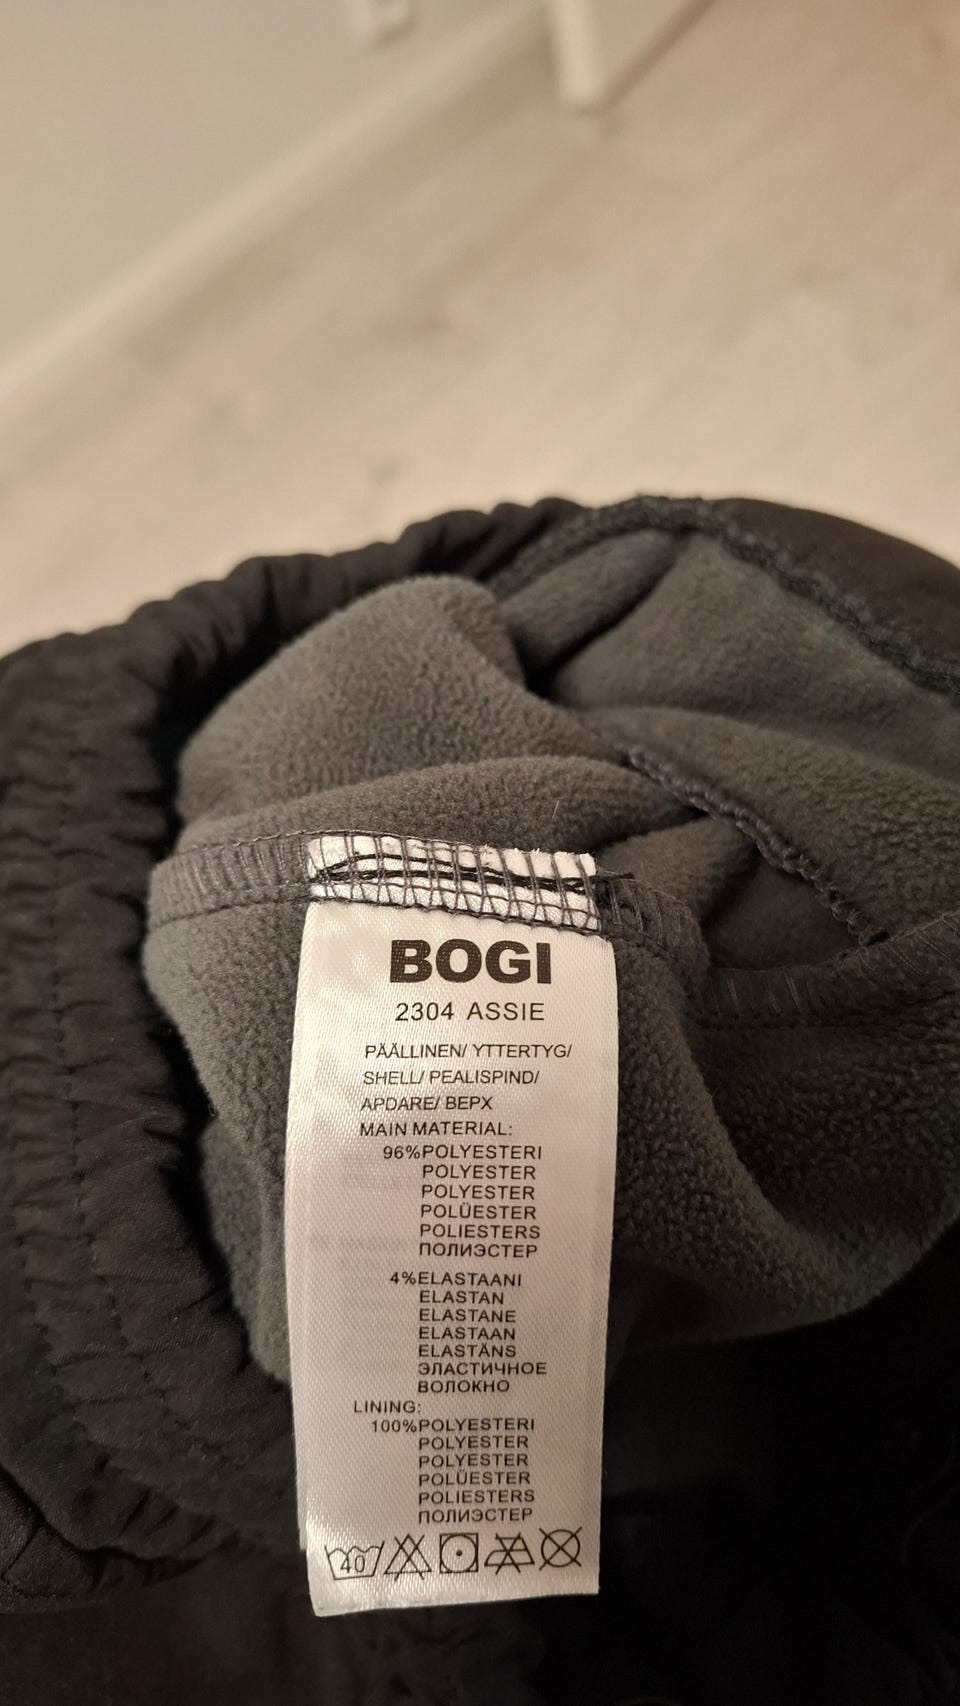 BOGI
2304 ASSIE
PÄÄLLINEN/ YTTERTYG/
SHELL/ PEALISPIND/
APDARE/ ВЕРХ
MAIN MATERIAL:
96%POLYESTERI
POLYESTER
POLYESTER
POLÜESTER
POLIESTERS
ПОЛИЭСТЕР
4%ELASTAANI
ELASTAN
ELASTANE
ELASTAAN
ELASTĀNS
ЭЛАСТИЧНОЕ
ВОЛОКНО
LINING:
100%POLYESTERI
POLYESTER
POLYESTER
POLÜESTER
POLIESTERS
ПОЛИЭСТЕР
40